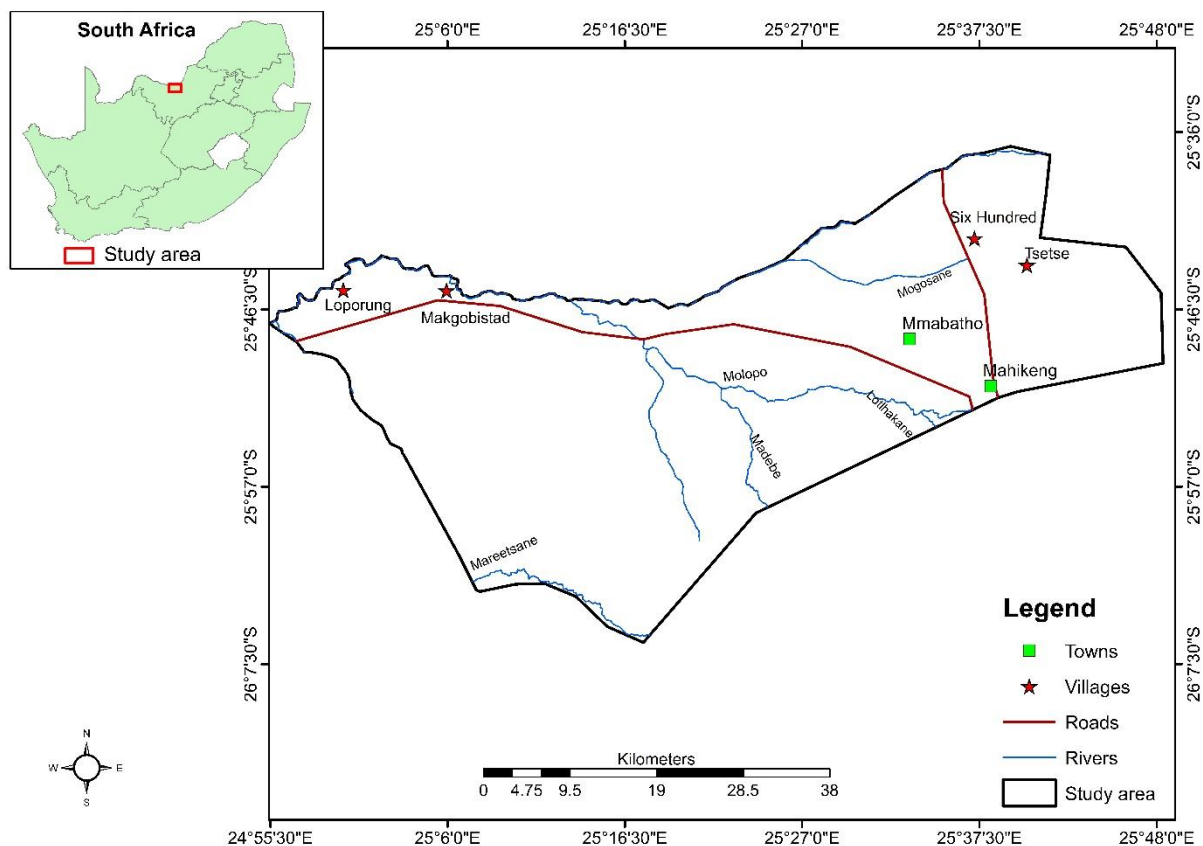 South Africa
Study area
25°6'0"E
25°16'30"E
25°27'0"E
25°37'30"E
25°48'0"E
25°36'0"S
25°36'0"S
Six Hundred
Tsetse
Mogosane
Loporung
Makgobistad
25°46'30"S
25°46'30"S
Mmabatho
Mahikeng
Molopo
Lotlhakane
Madebe
25°57'0"S
25°57'0"S
Mareetsane
26°7'30"S
26°7'30"S
Legend
Towns
Villages
Roads
Rivers
Study area
N
W E
S
Kilometers
0 4.75 9.5 19 28.5 38
24°55'30"E
25°6'0"E
25°16'30"E
25°27'0"E
25°37'30"E
25°48'0"E